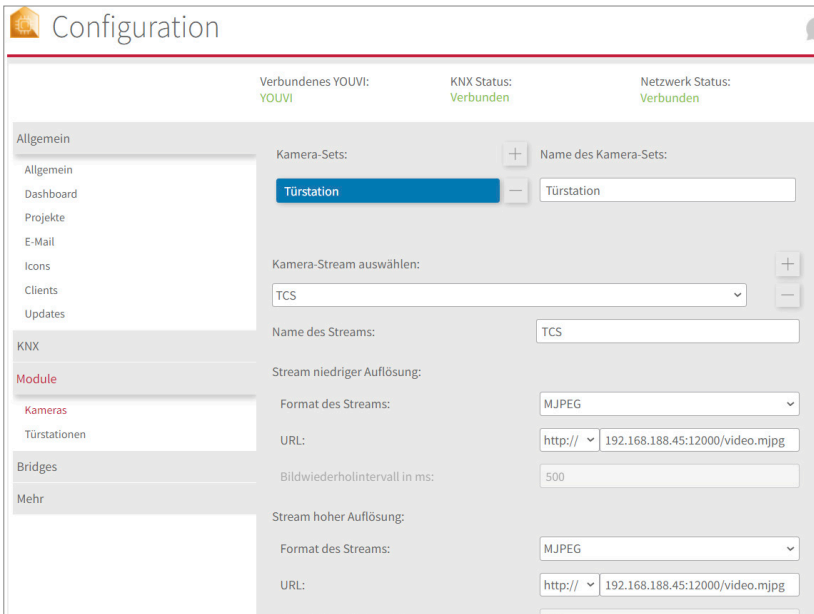 Configuration
Verbundenes YOUVI: KNX Status: Netzwerk Status:
YOUVI Verbunden Verbunden
Allgemein
Allgemein
Dashboard
Projekte
E-Mail
Icons
Clients
Updates
KNX
Module
Kameras
Türstationen
Bridges
Mehr
Kamera-Sets: + Name des Kamera-Sets:
Türstation — Türstation
Kamera-Stream auswählen: +
TCS —
Name des Streams: TCS
Stream niedriger Auflösung:
Format des Streams: MJPEG
URL: http:// 192.168.188.45:12000/video.mjpg
Bildwiederholintervall in ms: 500
Stream hoher Auflösung:
Format des Streams: MJPEG
URL: http:// 192.168.188.45:12000/video.mjpg